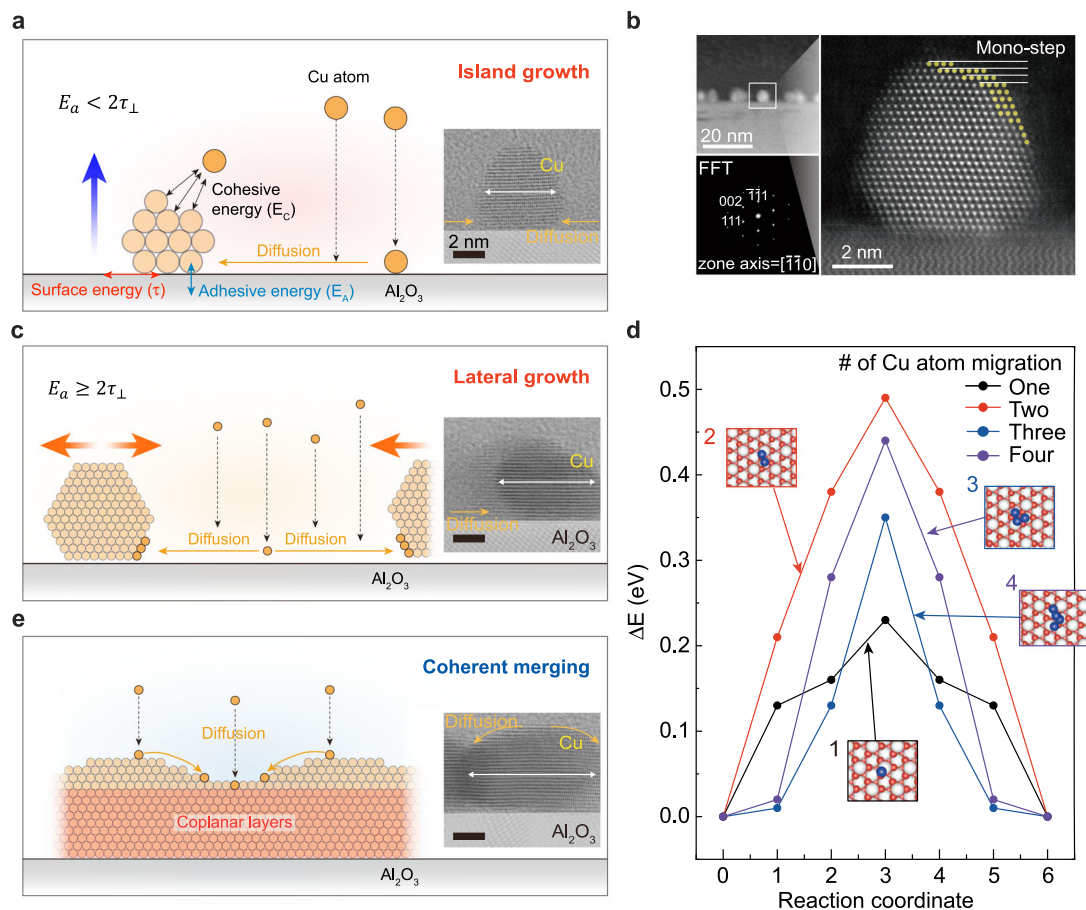 a
Island growth
Cu atom
Eₐ < 2τ⊥
Cohesive
energy (E_C)
Diffusion
Surface energy (τ)
Adhesive energy (E_A)
Al₂O₃
Cu
Diffusion
2 nm
b
Mono-step
20 nm
FFT
002
1̅1̅1
111
zone axis=[1̅10]
2 nm
c
Lateral growth
Eₐ ≥ 2τ⊥
Diffusion
Diffusion
Al₂O₃
Cu
Diffusion
Al₂O₃
d
# of Cu atom migration
One
Two
Three
Four
2
3
4
1
0.5
0.4
0.3
0.2
0.1
0.0
ΔE (eV)
0 1 2 3 4 5 6
Reaction coordinate
e
Coherent merging
Diffusion
Coplanar layers
Al₂O₃
Diffusion
Cu
Al₂O₃